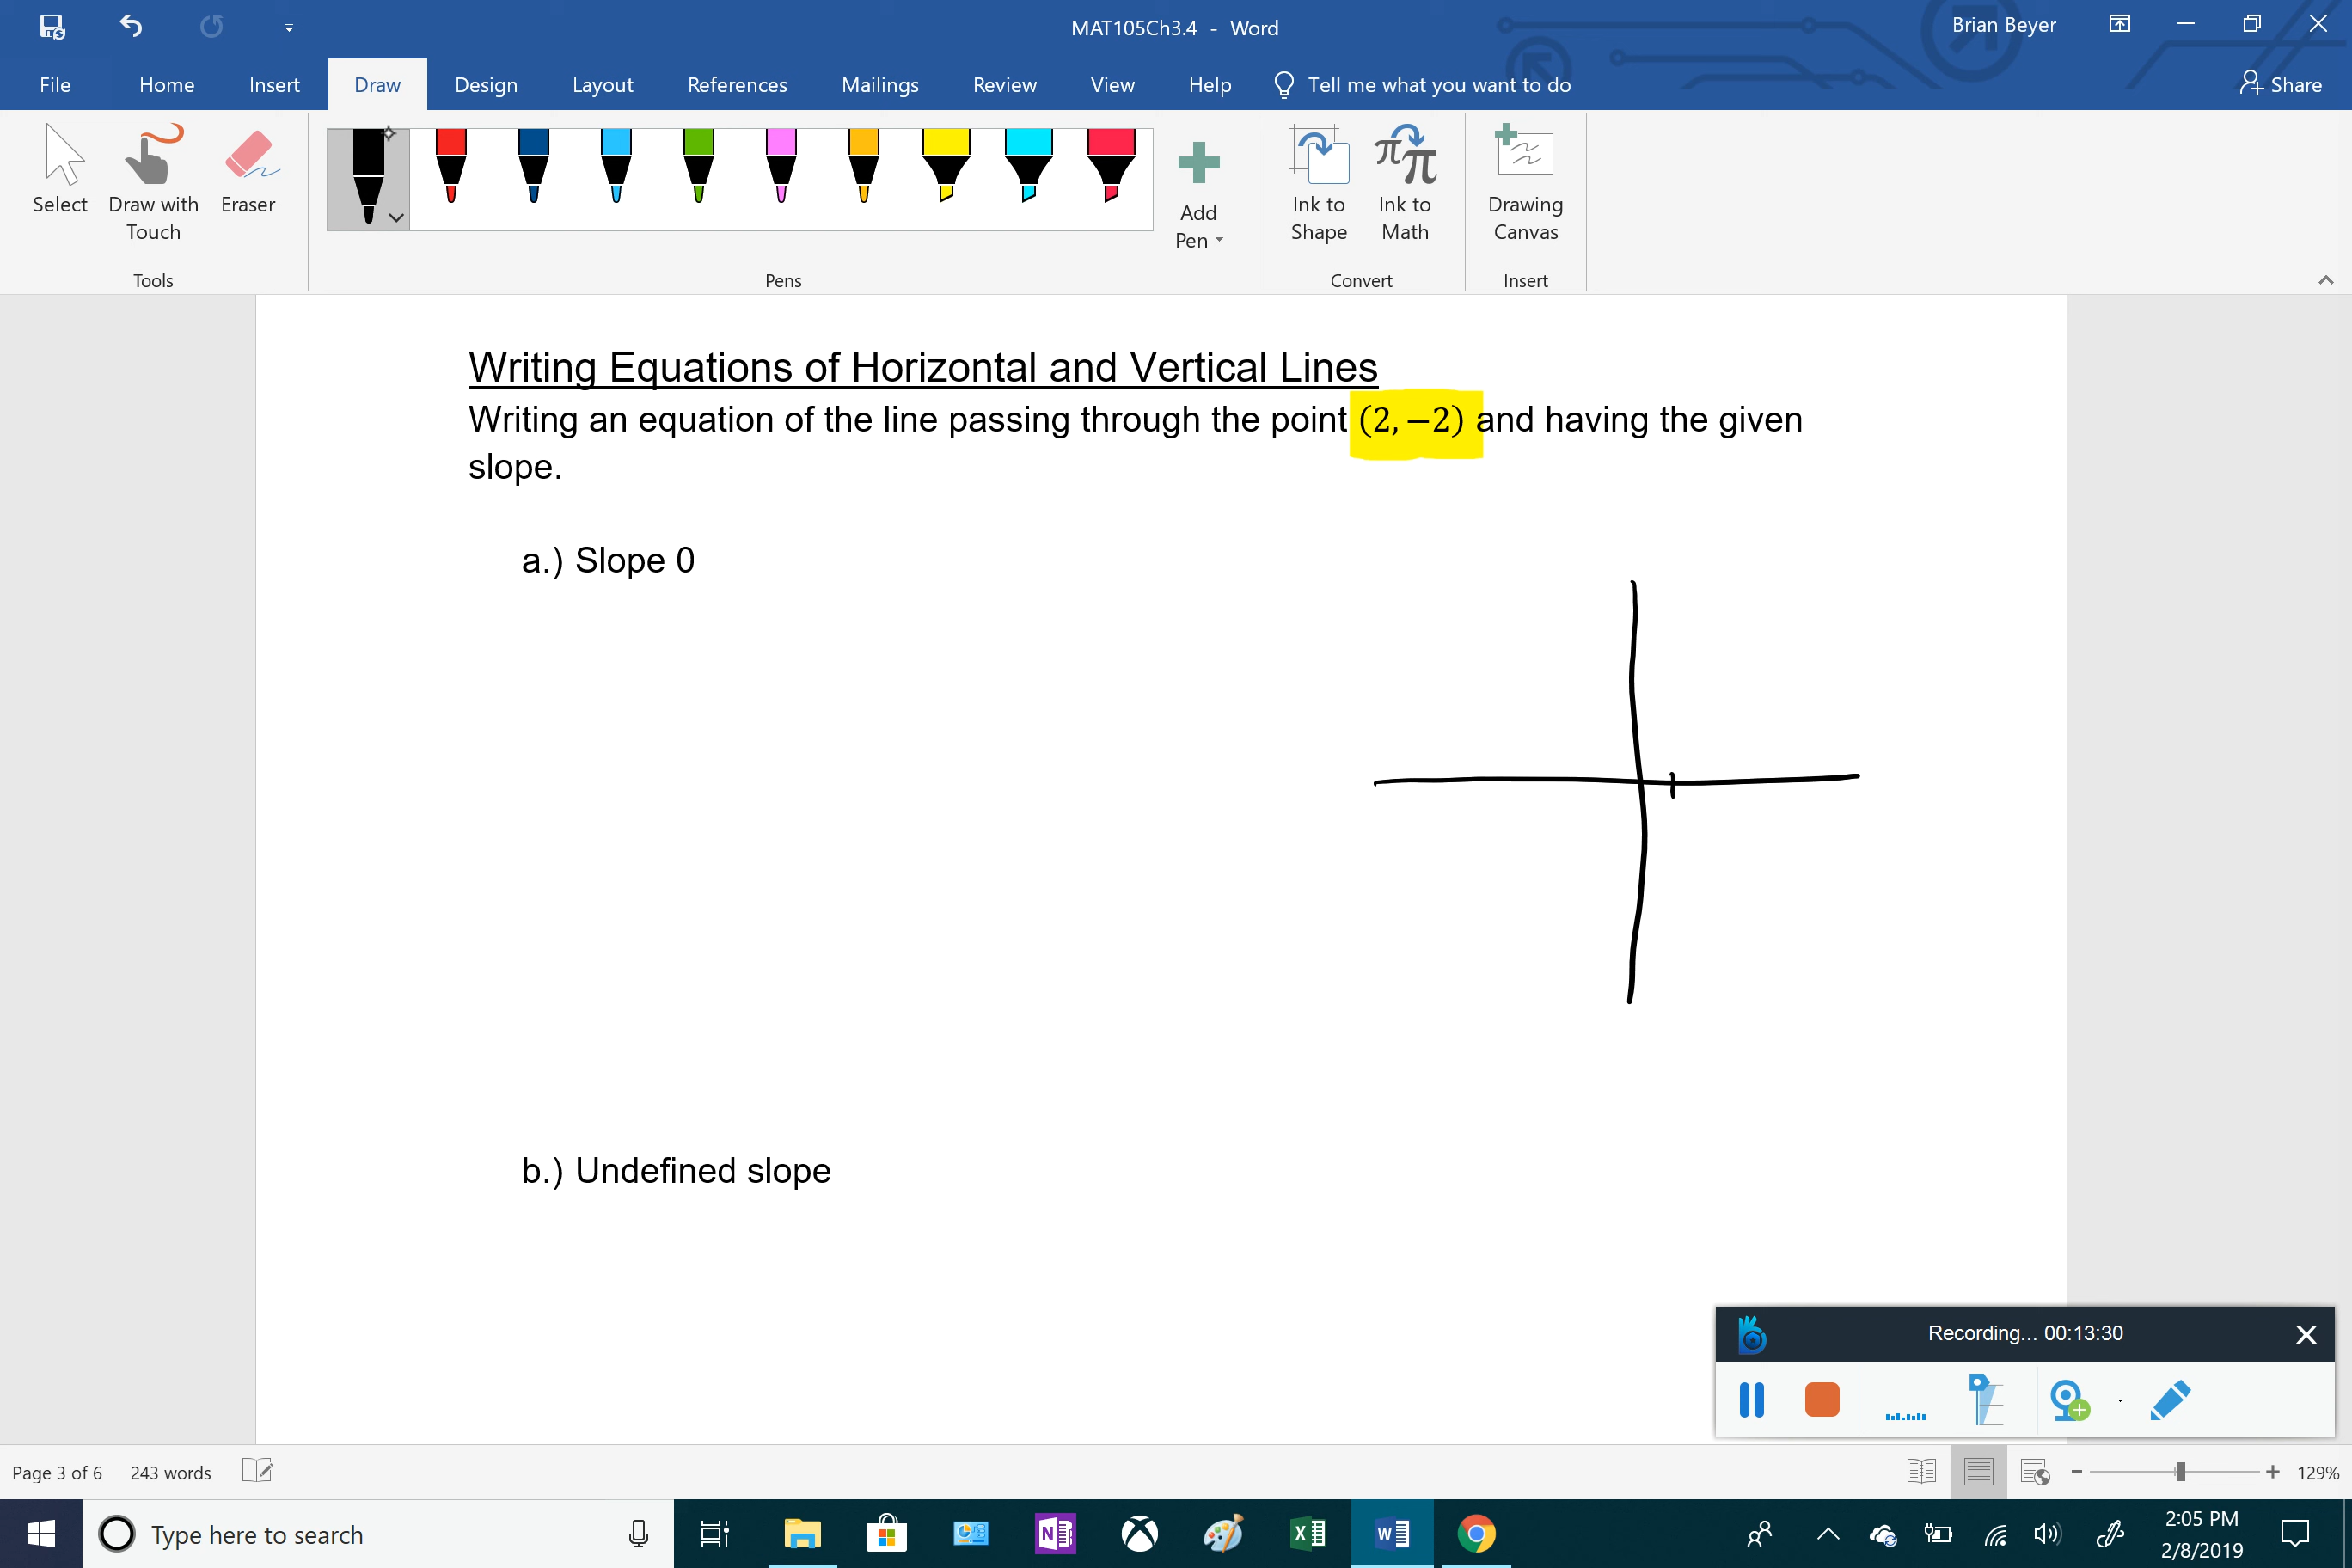 MAT105Ch3.4 - Word
Brian Beyer
File Home Insert Draw Design Layout References Mailings Review View Help Tell me what you want to do Share
Select Draw with Touch Eraser
Add Pen
Ink to Shape Ink to Math
Drawing Canvas
Tools Pens Convert Insert
Writing Equations of Horizontal and Vertical Lines
Writing an equation of the line passing through the point (2, −2) and having the given
slope.
a.) Slope 0
b.) Undefined slope
Recording... 00:13:30
Page 3 of 6 243 words 129%
Type here to search
2:05 PM
2/8/2019